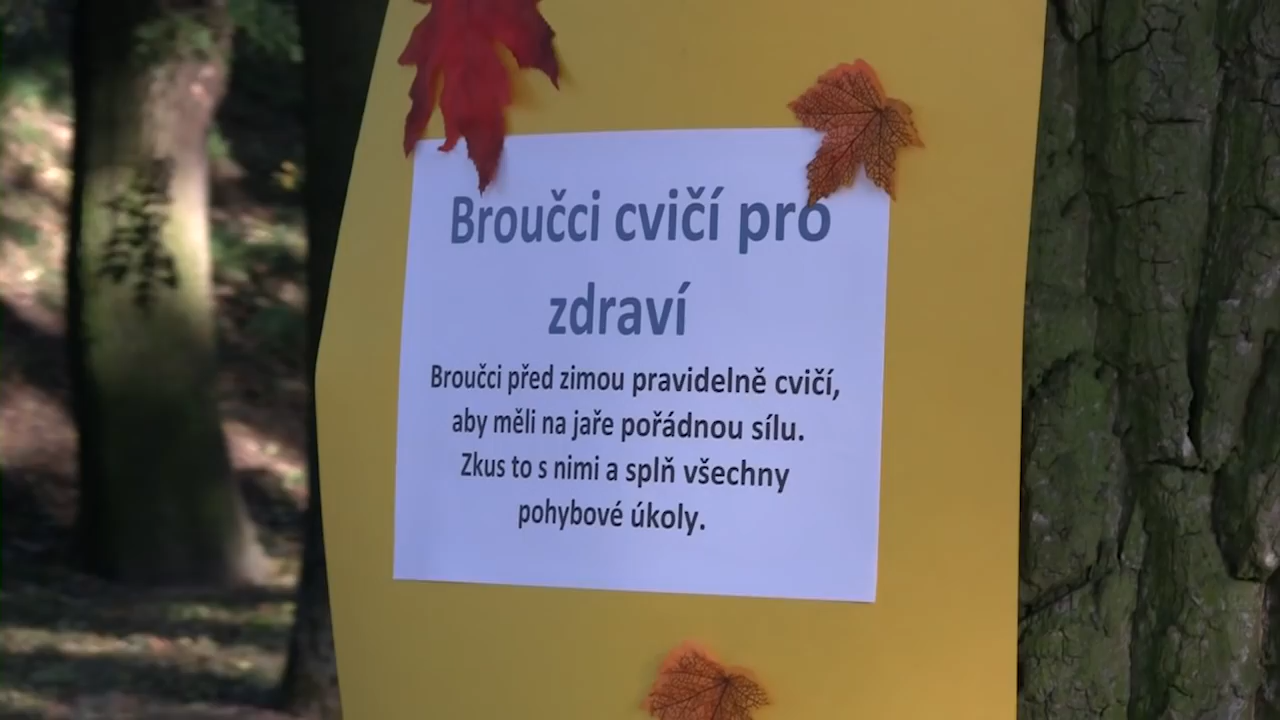 Broučci cvičí pro
zdraví
Broučci před zimou pravidelně cvičí,
aby měli na jaře pořádnou sílu.
Zkus to s nimi a splň všechny
pohybové úkoly.